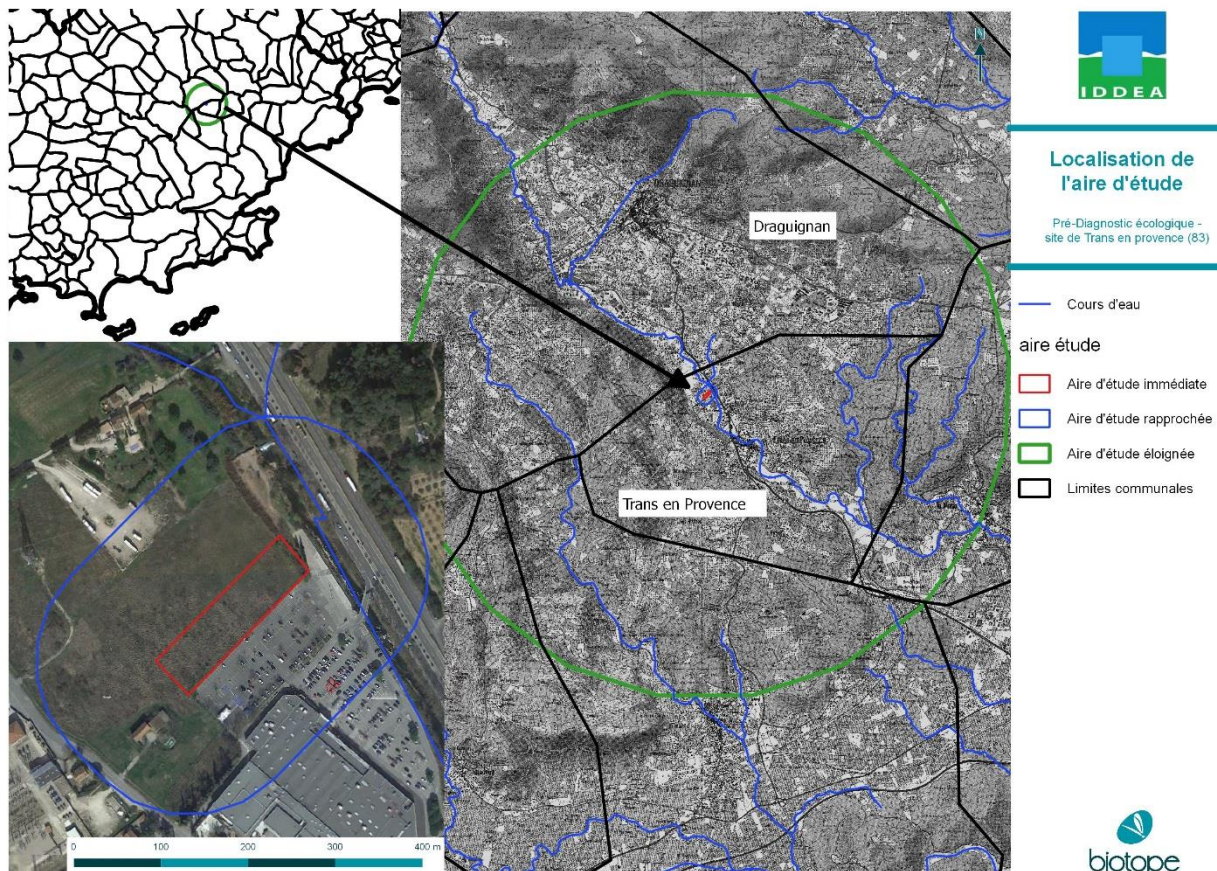 IDDEA
N
Localisation de
l'aire d'étude
Pré-Diagnostic écologique -
site de Trans en provence (83)
Draguignan
Trans en Provence
Cours d'eau
aire étude
Aire d'étude immédiate
Aire d'étude rapprochée
Aire d'étude éloignée
Limites communales
0 100 200 300 400 m
biotope